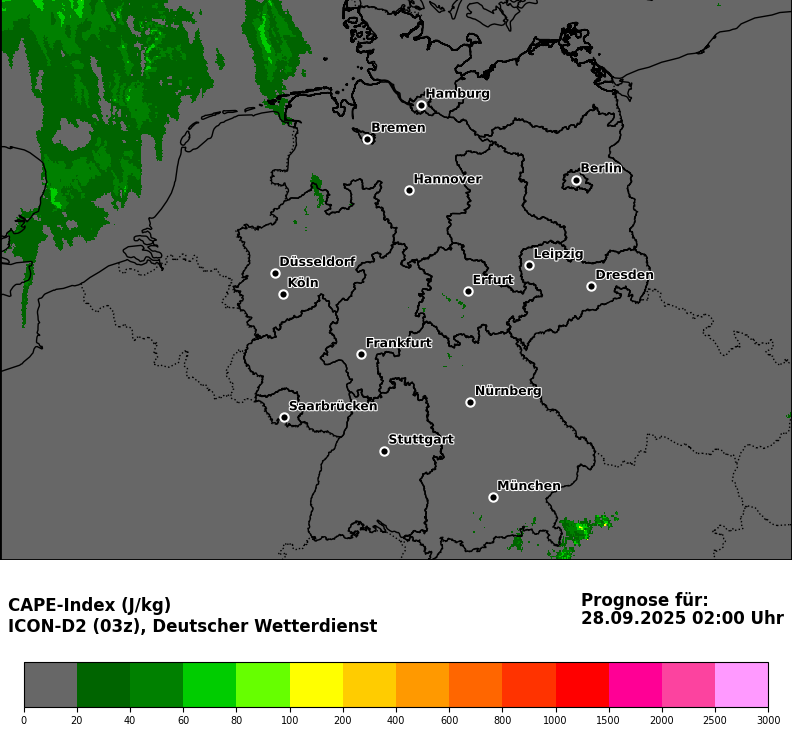 Hamburg
Bremen
Berlin
Hannover
Leipzig
Düsseldorf
Dresden
Köln
Erfurt
Frankfurt
Nürnberg
Saarbrücken
Stuttgart
München
CAPE-Index (J/kg)
ICON-D2 (03z), Deutscher Wetterdienst
Prognose für:
28.09.2025 02:00 Uhr
0 20 40 60 80 100 200 400 600 800 1000 1500 2000 2500 3000